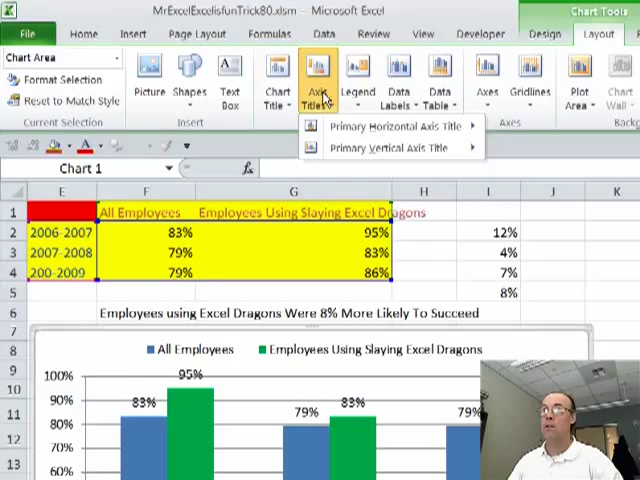 MrExcelExcelisfunTrick80.xlsm - Microsoft Excel
Chart Tools
File
Home
Insert
Page Layout
Formulas
Data
Review
View
Developer
Design
Layout
Chart Area
Format Selection
Reset to Match Style
Current Selection
Picture
Shapes
Text Box
Insert
Chart Title
Axis Titles
Legend
Data Labels
Data Table
Axes
Gridlines
Axes
Plot Area
Chart Wall
Primary Horizontal Axis Title
Primary Vertical Axis Title
Chart 1
fx
E F G H I J K
1 All Employees Employees Using Slaying Excel Dragons
2 2006-2007 83% 95% 12%
3 2007-2008 79% 83% 4%
4 200-2009 79% 86% 7%
5 8%
6 Employees using Excel Dragons Were 8% More Likely To Succeed
7
8 All Employees Employees Using Slaying Excel Dragons
9
10
11
12
13
100%
90%
80%
70%
60%
83%
95%
79%
83%
79%